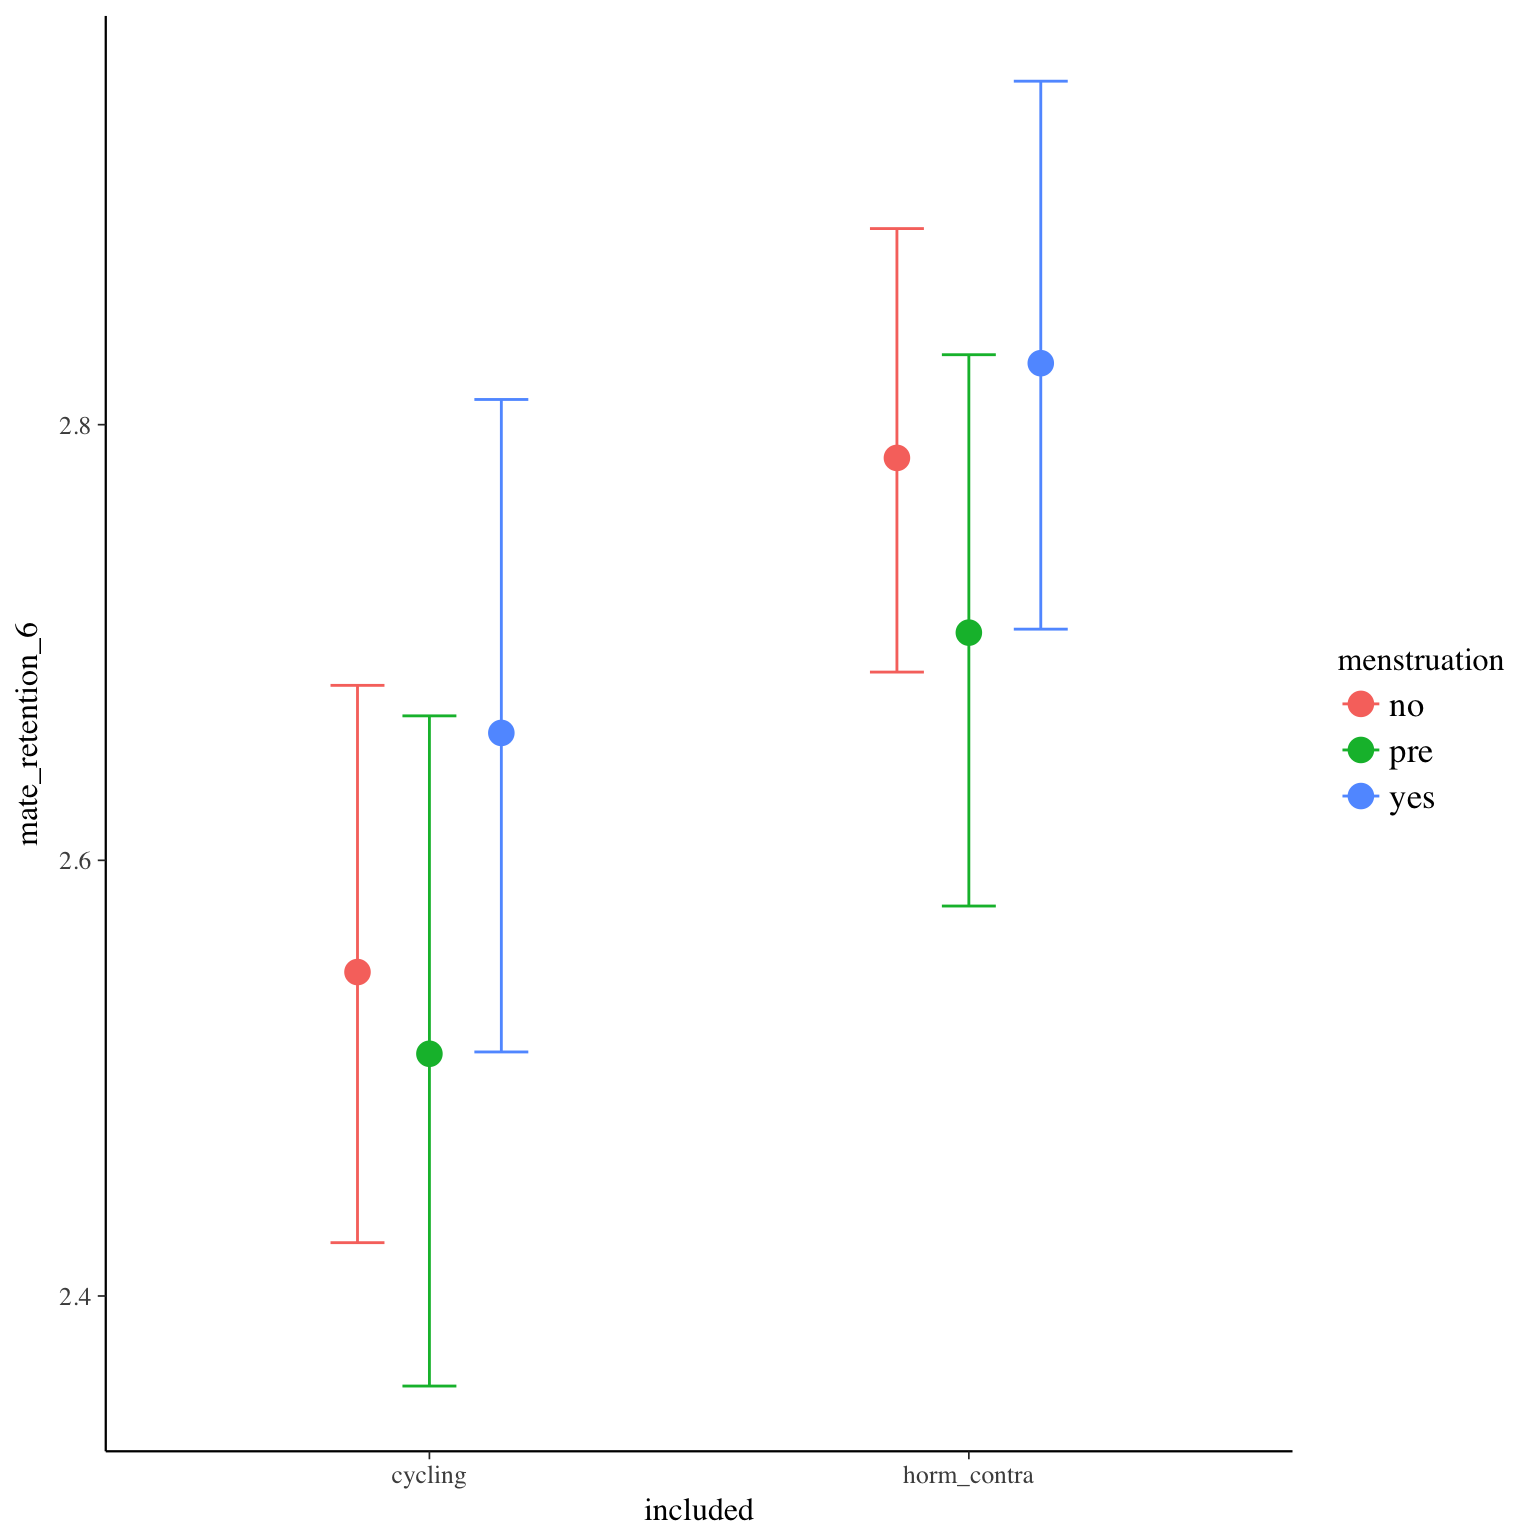 mate_retention_6
2.8
2.6
2.4
cycling
horm_contra
included
menstruation
no
pre
yes